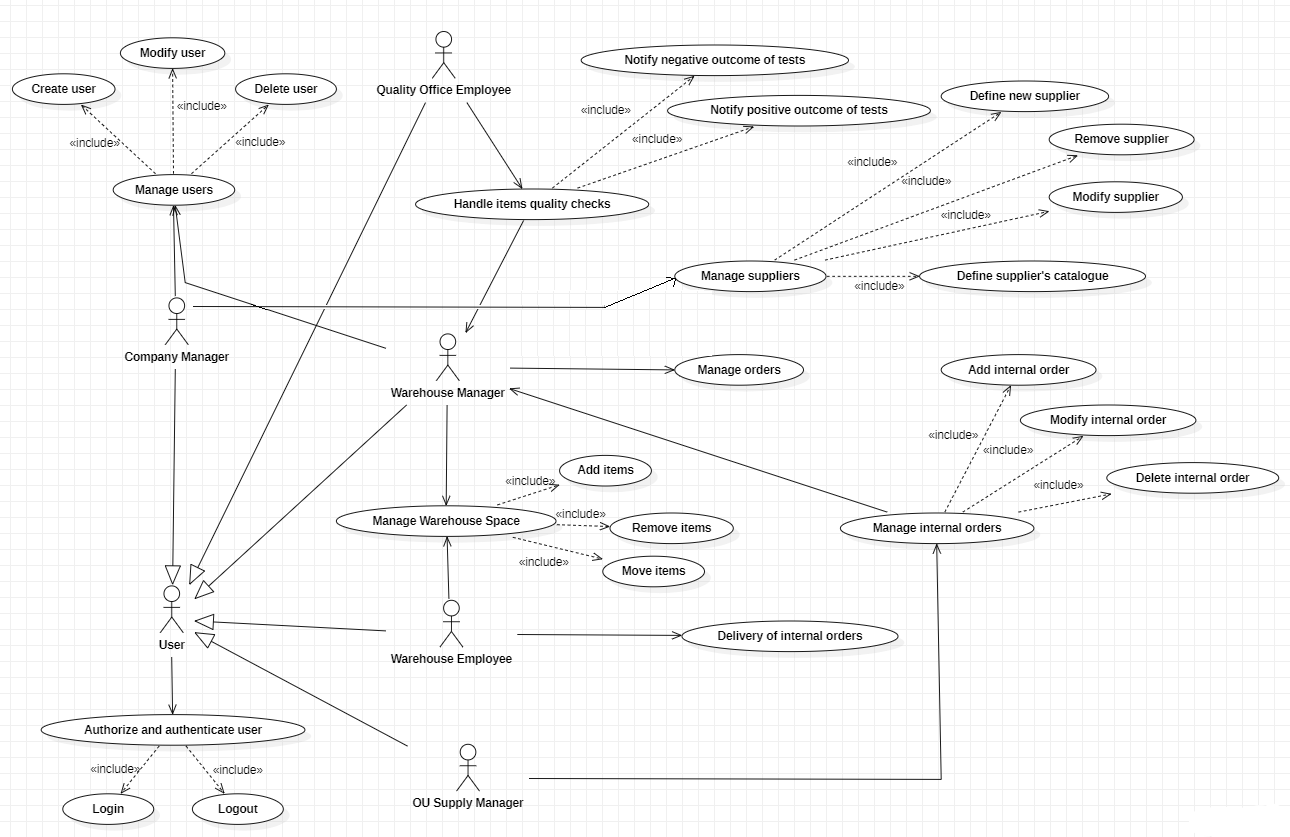 Modify user
Create user
Delete user
«include»
«include»
«include»
Manage users
Quality Office Employee
Notify negative outcome of tests
«include»
Notify positive outcome of tests
«include»
Handle items quality checks
Define new supplier
Remove supplier
Modify supplier
«include»
«include»
«include»
Manage suppliers
«include»
Define supplier's catalogue
Company Manager
Warehouse Manager
Manage orders
Add internal order
Modify internal order
Delete internal order
«include»
«include»
«include»
Manage internal orders
Add items
«include»
Manage Warehouse Space
«include»
Remove items
«include»
Move items
User
Warehouse Employee
Delivery of internal orders
Authorize and authenticate user
«include»
«include»
Login
Logout
OU Supply Manager